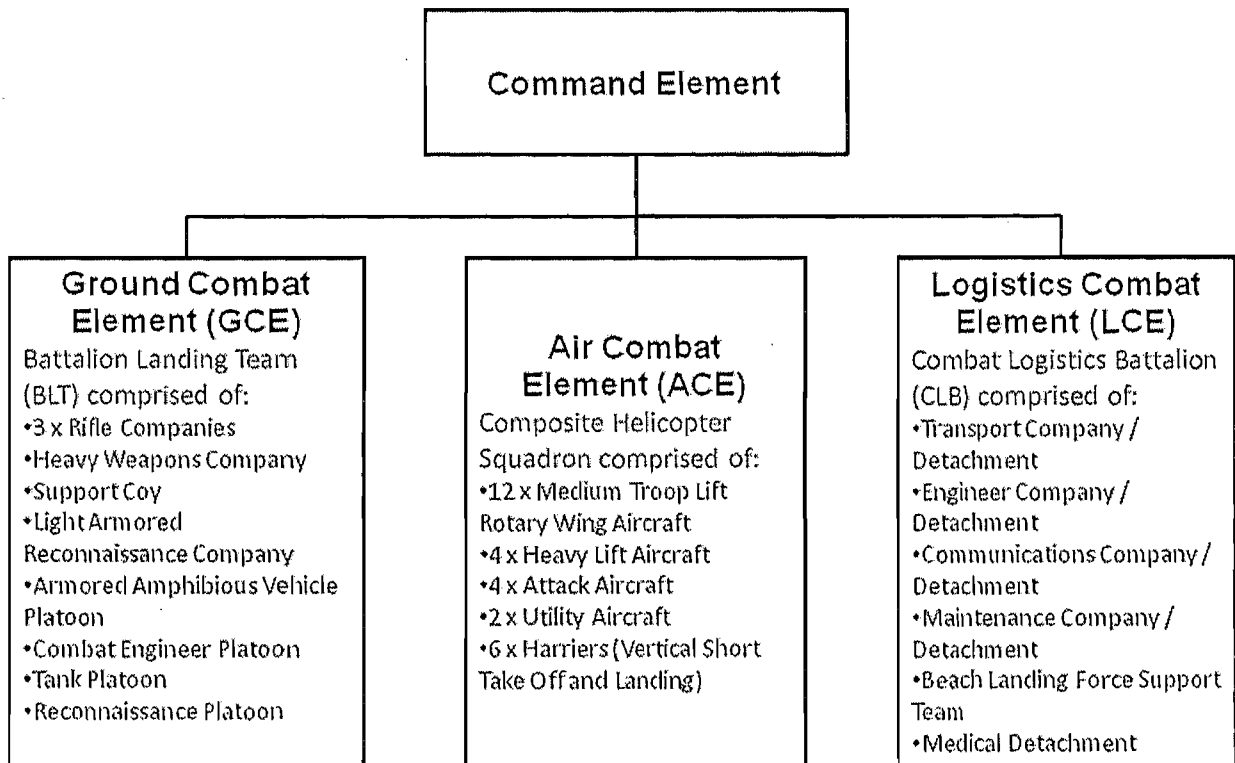 Command Element
Ground Combat
Element (GCE)
Battalion Landing Team
(BLT) comprised of:
•3 x Rifle Companies
•Heavy Weapons Company
•Support Coy
•Light Armored
Reconnaissance Company
•Armored Amphibious Vehicle
Platoon
•Combat Engineer Platoon
•Tank Platoon
•Reconnaissance Platoon
Air Combat
Element (ACE)
Composite Helicopter
Squadron comprised of:
•12 x Medium Troop Lift
Rotary Wing Aircraft
•4 x Heavy Lift Aircraft
•4 x Attack Aircraft
•2 x Utility Aircraft
•6 x Harriers (Vertical Short
Take Off and Landing)
Logistics Combat
Element (LCE)
Combat Logistics Battalion
(CLB) comprised of:
•Transport Company /
Detachment
•Engineer Company /
Detachment
•Communications Company /
Detachment
•Maintenance Company /
Detachment
•Beach Landing Force Support
Team
•Medical Detachment